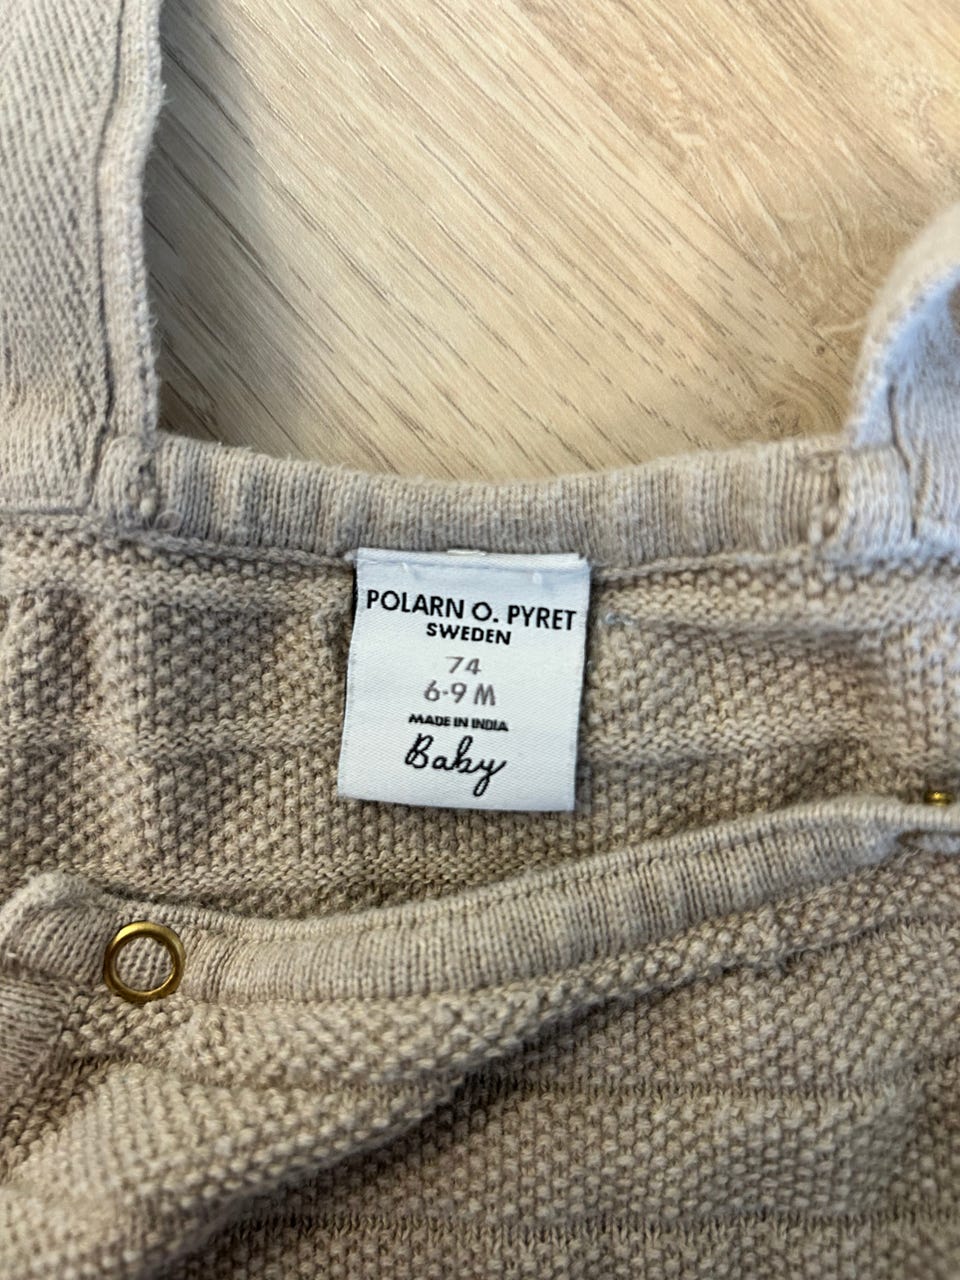 POLARN O. PYRET
SWEDEN
74
6-9 M
MADE IN INDIA
Baby